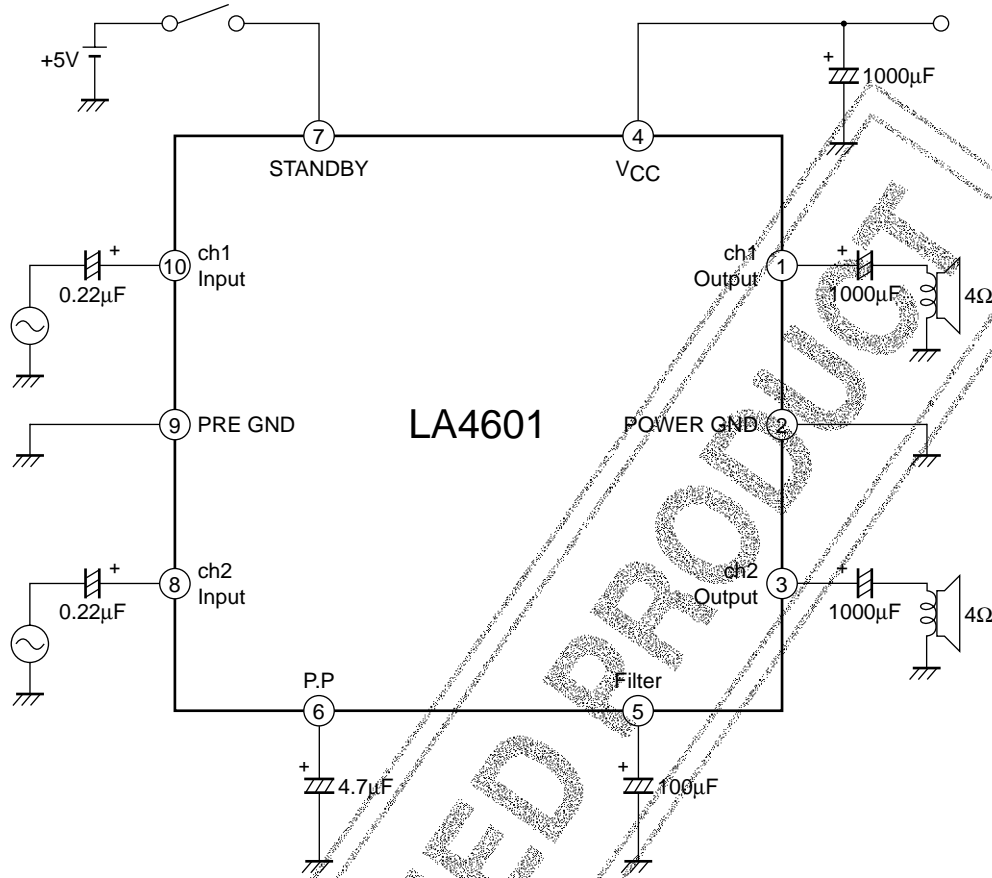 +5V
+
1000μF
7
4
STANDBY
VCC
+
10
ch1
Input
0.22μF
ch1
Output
1
+
1000μF
4Ω
9
PRE GND
LA4601
POWER GND
2
+
8
ch2
Input
0.22μF
ch2
Output
3
+
1000μF
4Ω
P.P
6
Filter
5
+
4.7μF
+
100μF
ED PRODUCT